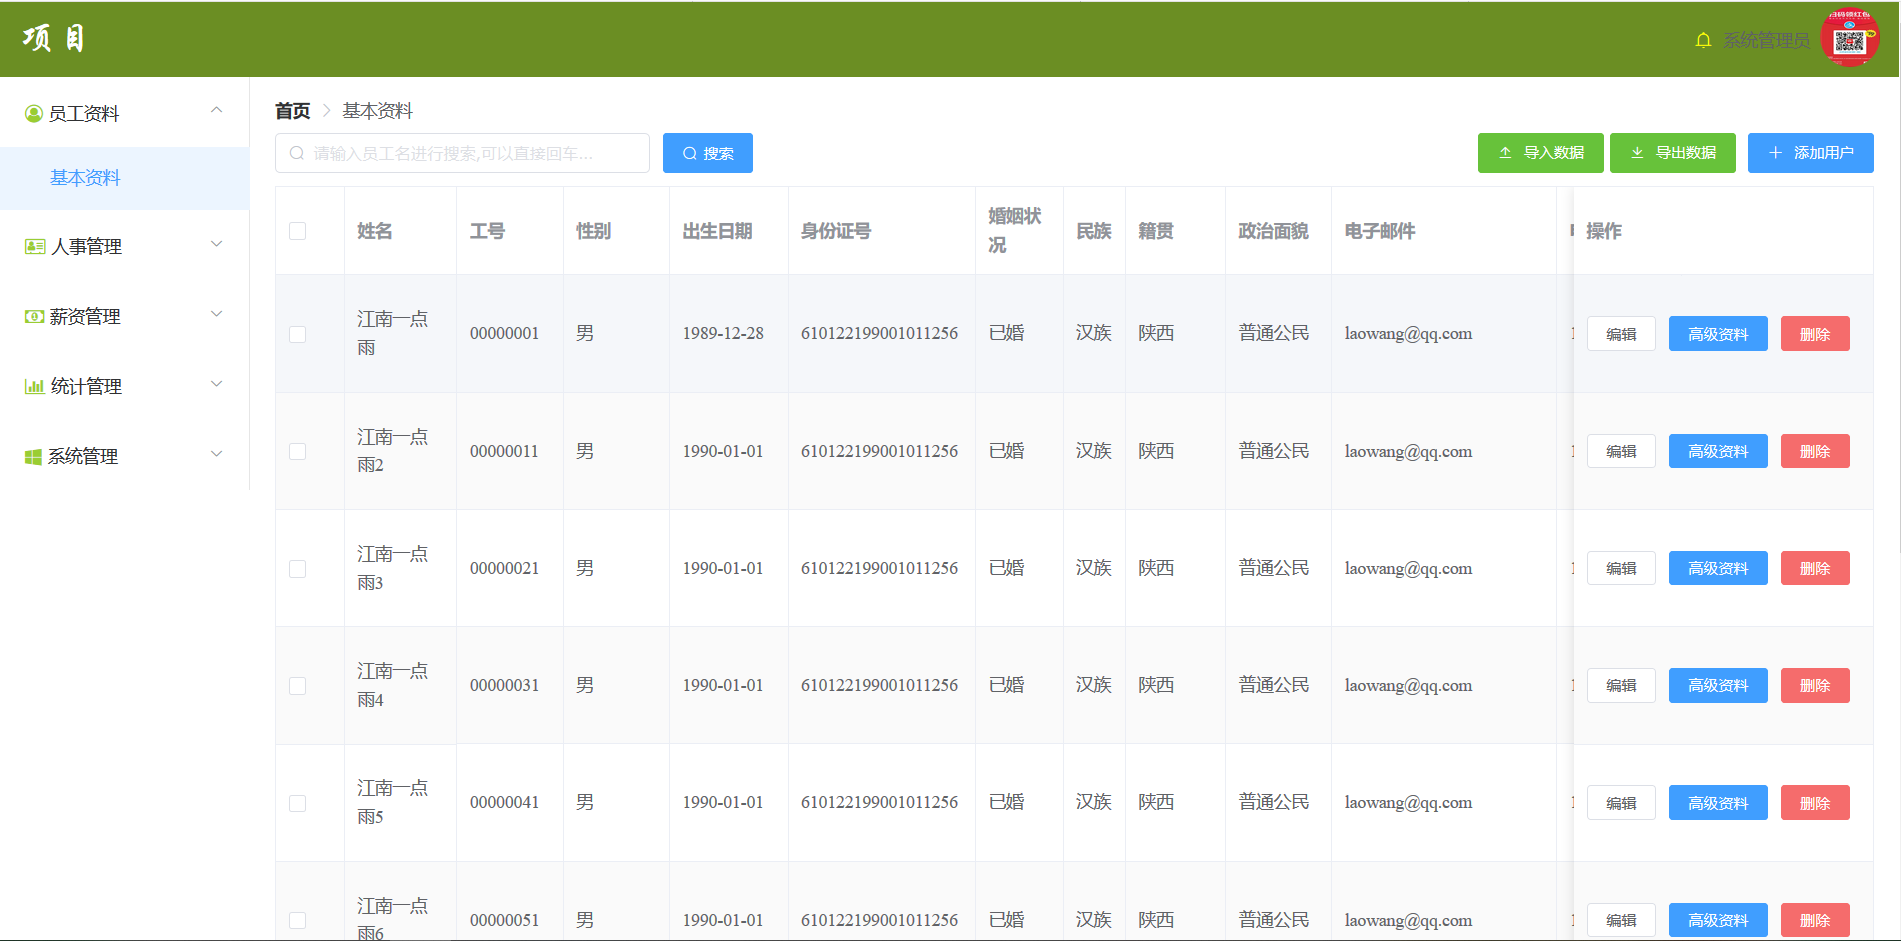 项目
系统管理员
员工资料
基本资料
人事管理
薪资管理
统计管理
系统管理
首页 基本资料
请输入员工名进行搜索,可以直接回车...
搜索
导入数据
导出数据
添加用户
姓名 工号 性别 出生日期 身份证号 婚姻状 民族 籍贯 政治面貌 电子邮件 操作
况
江南一点
雨 00000001 男 1989-12-28 610122199001011256 已婚 汉族 陕西 普通公民 laowang@qq.com 编辑 高级资料 删除
江南一点
雨2 00000011 男 1990-01-01 610122199001011256 已婚 汉族 陕西 普通公民 laowang@qq.com 编辑 高级资料 删除
江南一点
雨3 00000021 男 1990-01-01 610122199001011256 已婚 汉族 陕西 普通公民 laowang@qq.com 编辑 高级资料 删除
江南一点
雨4 00000031 男 1990-01-01 610122199001011256 已婚 汉族 陕西 普通公民 laowang@qq.com 编辑 高级资料 删除
江南一点
雨5 00000041 男 1990-01-01 610122199001011256 已婚 汉族 陕西 普通公民 laowang@qq.com 编辑 高级资料 删除
江南一点
雨6 00000051 男 1990-01-01 610122199001011256 已婚 汉族 陕西 普通公民 laowang@qq.com 编辑 高级资料 删除